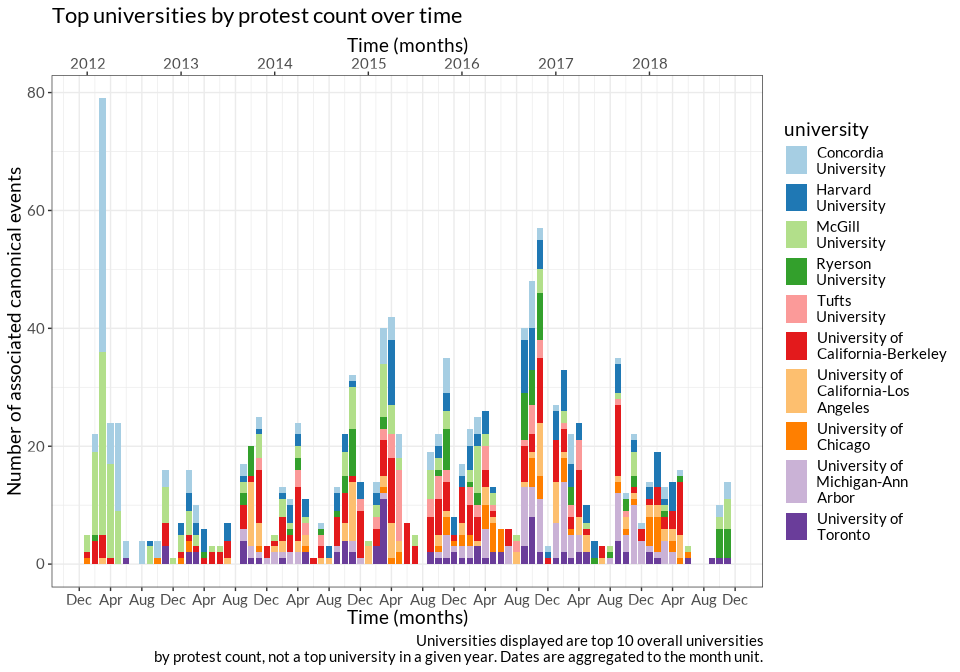 Top universities by protest count over time
Time (months)
2012 2013 2014 2015 2016 2017 2018
Number of associated canonical events
80
60
40
20
0
Dec Apr Aug Dec Apr Aug Dec Apr Aug Dec Apr Aug Dec Apr Aug Dec Apr Aug Dec Apr Aug Dec
Time (months)
university
Concordia
University
Harvard
University
McGill
University
Ryerson
University
Tufts
University
University of
California-Berkeley
University of
California-Los
Angeles
University of
Chicago
University of
Michigan-Ann
Arbor
University of
Toronto
Universities displayed are top 10 overall universities
by protest count, not a top university in a given year. Dates are aggregated to the month unit.